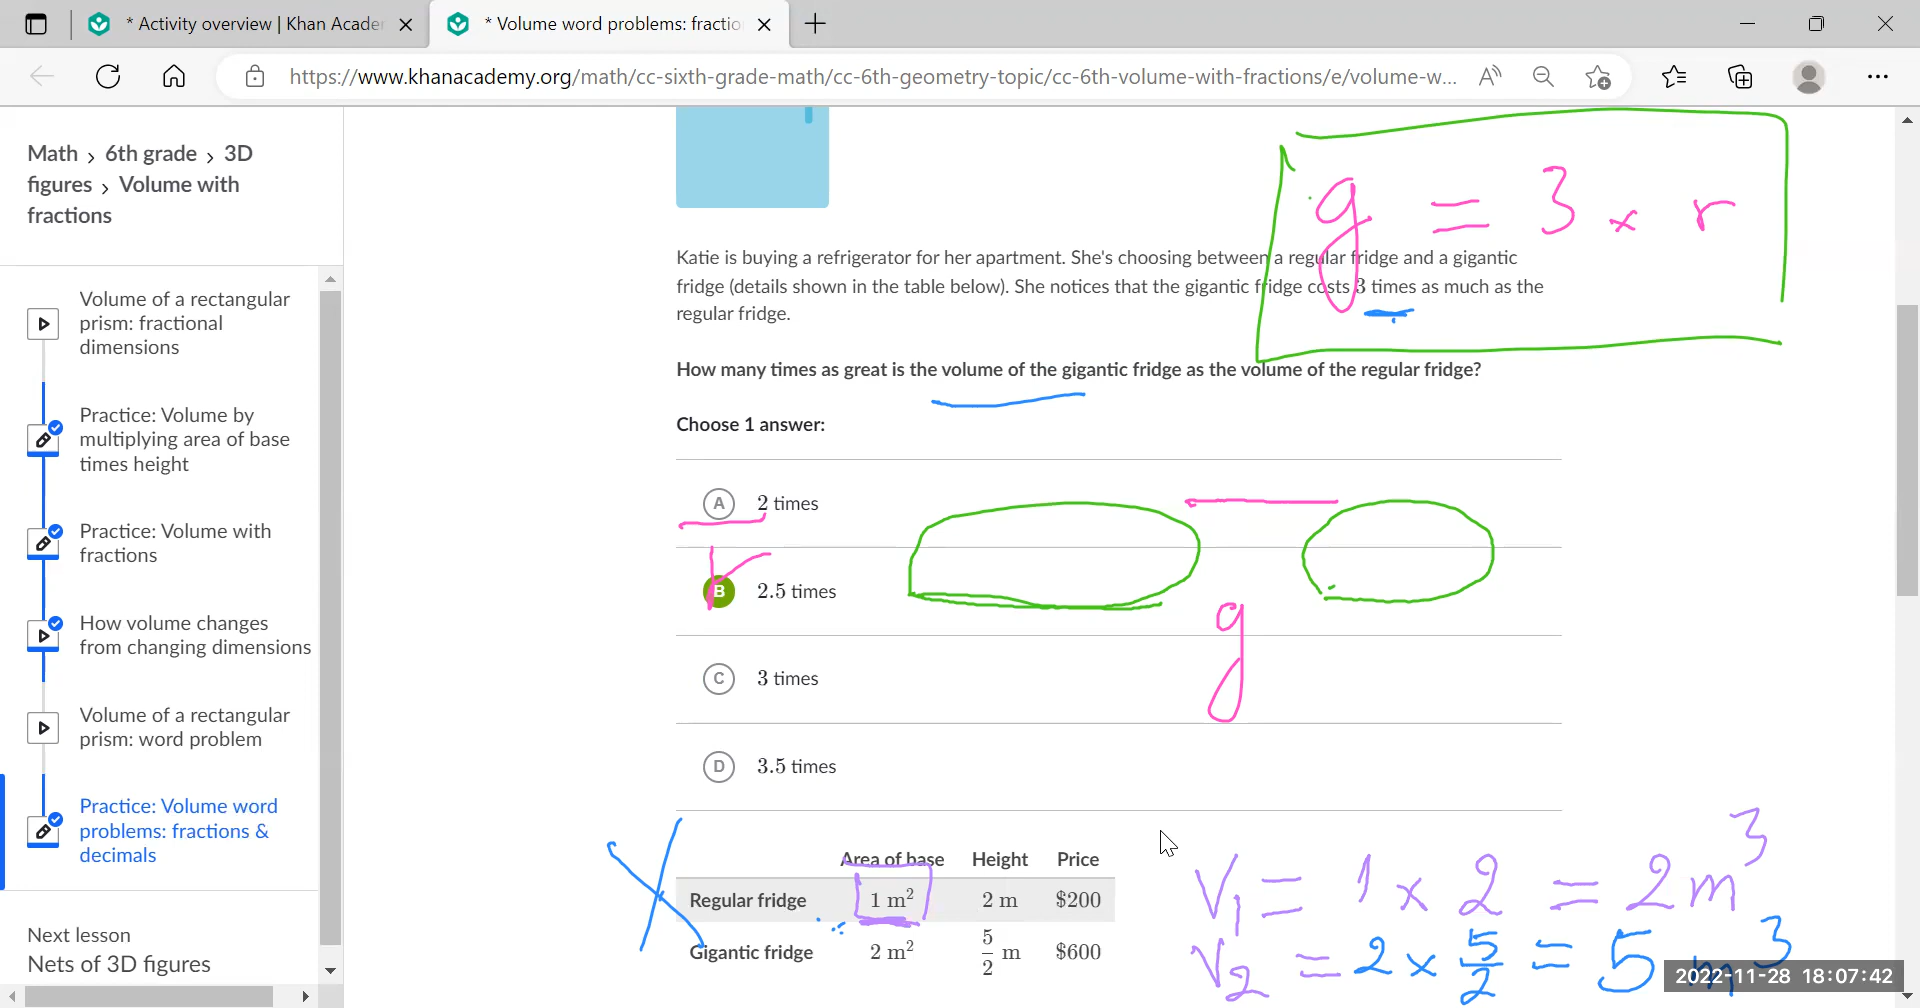 * Activity overview | Khan Acade
* Volume word problems: fractio
https://www.khanacademy.org/math/cc-sixth-grade-math/cc-6th-geometry-topic/cc-6th-volume-with-fractions/e/volume-w...
Math › 6th grade › 3D
figures › Volume with
fractions
Volume of a rectangular
prism: fractional
dimensions
Practice: Volume by
multiplying area of base
times height
Practice: Volume with
fractions
How volume changes
from changing dimensions
Volume of a rectangular
prism: word problem
Practice: Volume word
problems: fractions &
decimals
Next lesson
Nets of 3D figures
g = 3 × r
Katie is buying a refrigerator for her apartment. She's choosing between a regular fridge and a gigantic
fridge (details shown in the table below). She notices that the gigantic fridge costs 3 times as much as the
regular fridge.
How many times as great is the volume of the gigantic fridge as the volume of the regular fridge?
Choose 1 answer:
A 2 times
B 2.5 times
g
C 3 times
D 3.5 times
Area of base Height Price
Regular fridge 1 m² 2 m $200
Gigantic fridge 2 m² 5/2 m $600
V₁ = 1 × 2 = 2 m³
V₂ = 2 × 5/2 = 5 m³
2022-11-28 18:07:42